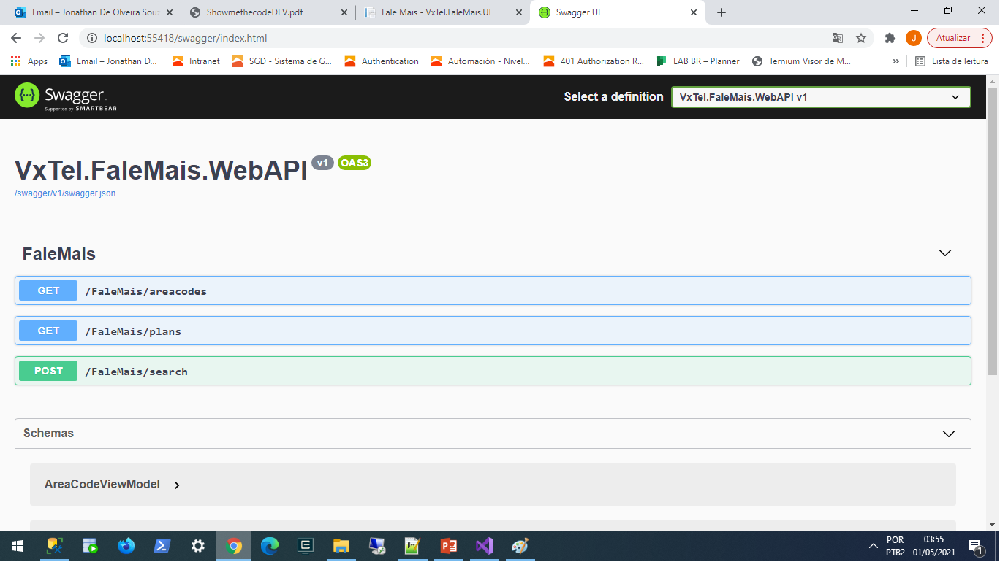 Email – Jonathan De Olveira Souz
ShowmethecodeDEV.pdf
Fale Mais - VxTel.FaleMais.UI
Swagger UI
localhost:55418/swagger/index.html
J
Atualizar
Apps
Email – Jonathan D...
Intranet
SGD - Sistema de G...
Authentication
Automación - Nivel...
401 Authorization R...
LAB BR – Planner
Ternium Visor de M...
»
Lista de leitura
Swagger
Supported by SMARTBEAR
Select a definition
VxTel.FaleMais.WebAPI v1
VxTel.FaleMais.WebAPI v1 OAS3
/swagger/v1/swagger.json
FaleMais
GET /FaleMais/areacodes
GET /FaleMais/plans
POST /FaleMais/search
Schemas
AreaCodeViewModel
POR
PTB2
03:55
01/05/2021
1